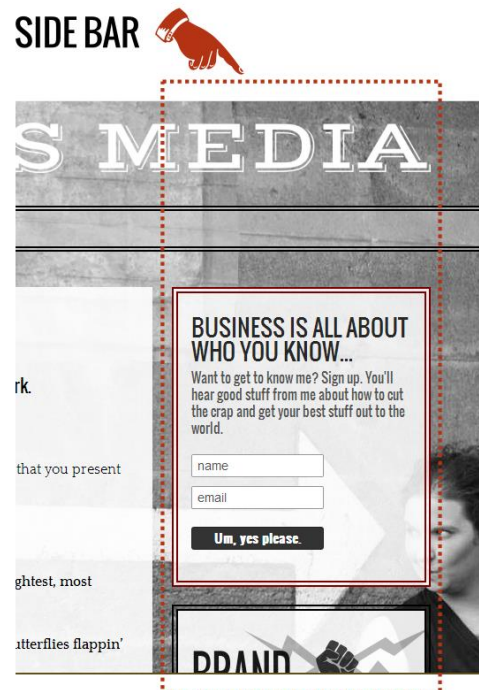 SIDE BAR
S MEDIA
BUSINESS IS ALL ABOUT
WHO YOU KNOW...
Want to get to know me? Sign up. You'll
hear good stuff from me about how to cut
the crap and get your best stuff out to the
world.
rk.
name
that you present
email
Um, yes please.
ghtest, most
utterflies flappin'
BRAND